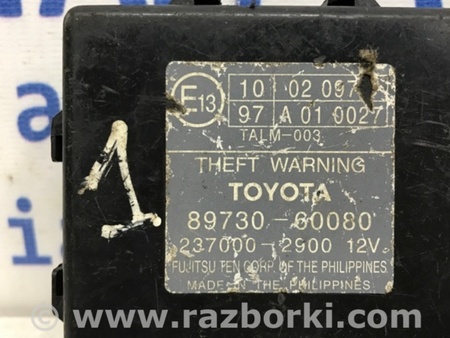 1
E13
10 02 097
97 A 01 0027
TALM-003
THEFT WARNING
TOYOTA
89730-60080
237000-2900 12V
FUJITSU TEN CORP. OF THE PHILIPPINES
MADE IN THE PHILIPPINES
www.razborki.com